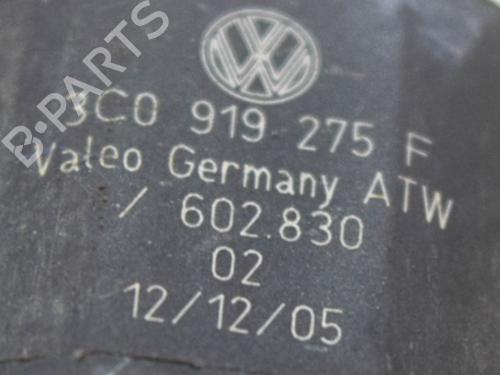 B-PARTS
3C0 919 275 F
Valeo Germany ATW
/ 602.830
02
12/12/05